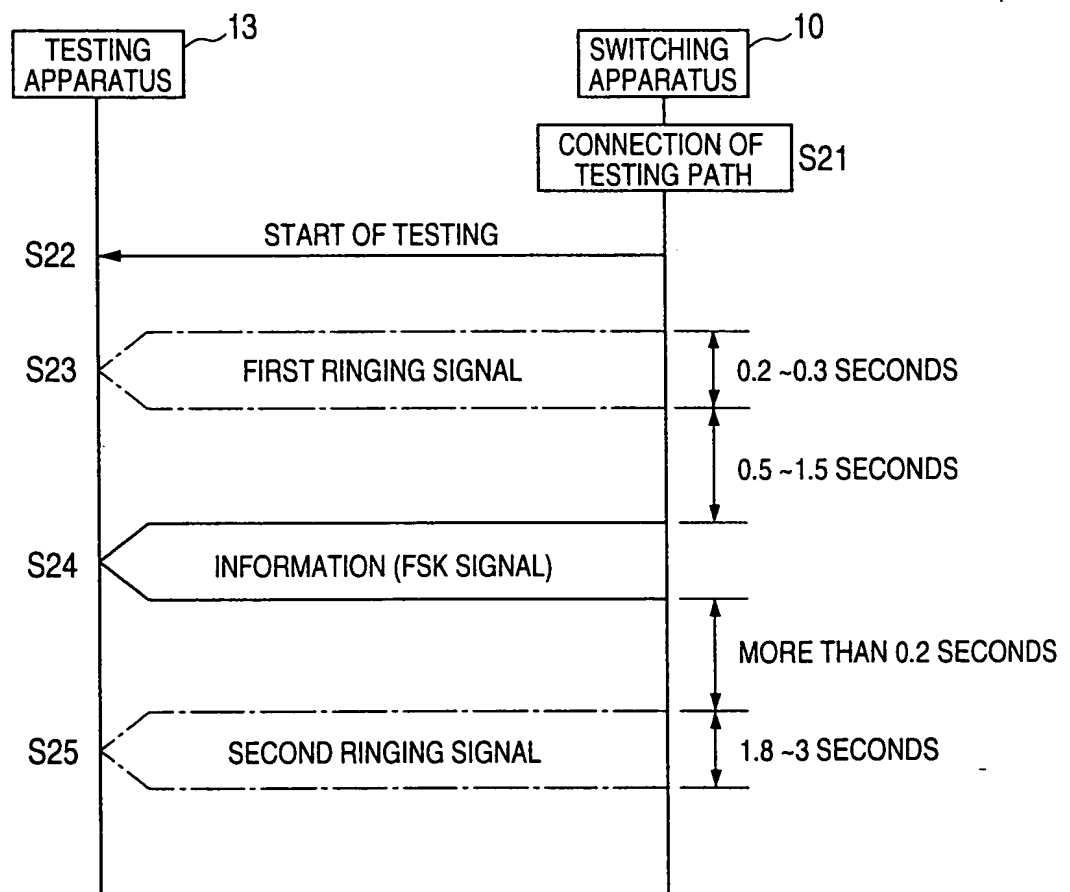 13
TESTING
APPARATUS
10
SWITCHING
APPARATUS
CONNECTION OF
TESTING PATH
S21
START OF TESTING
S22
S23
FIRST RINGING SIGNAL
0.2 ~0.3 SECONDS
0.5 ~1.5 SECONDS
S24
INFORMATION (FSK SIGNAL)
MORE THAN 0.2 SECONDS
S25
SECOND RINGING SIGNAL
1.8 ~3 SECONDS